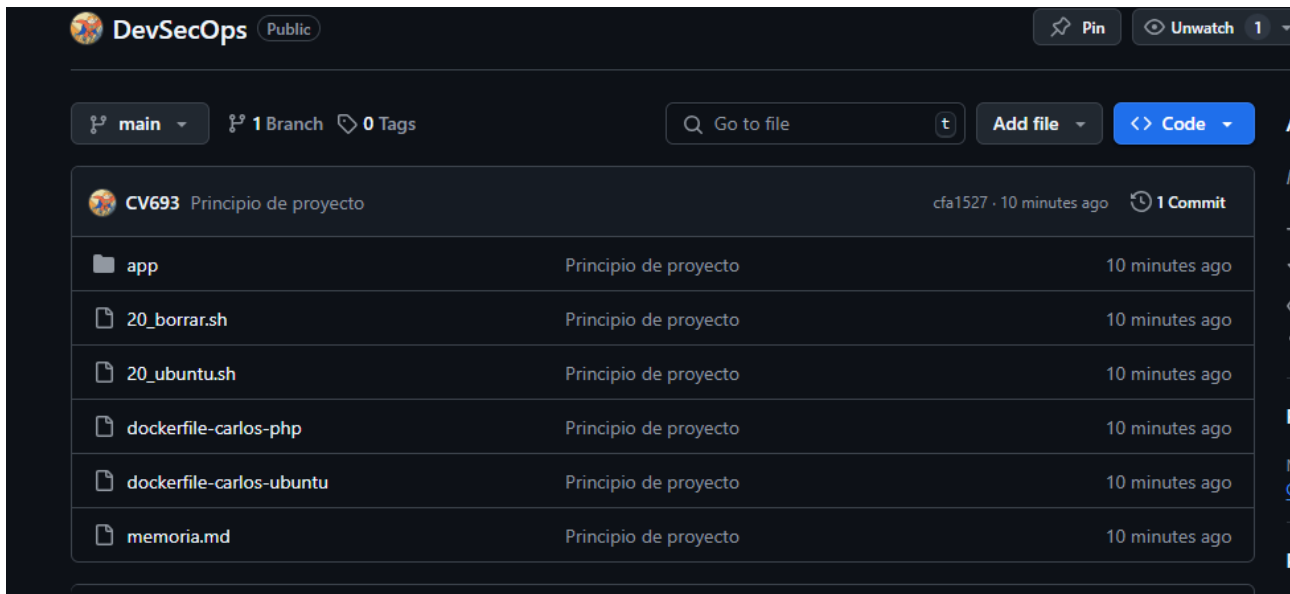 DevSecOps Public Pin Unwatch 1
main 1 Branch 0 Tags Go to file t Add file Code
CV693 Principio de proyecto cfa1527 · 10 minutes ago 1 Commit
app Principio de proyecto 10 minutes ago
20_borrar.sh Principio de proyecto 10 minutes ago
20_ubuntu.sh Principio de proyecto 10 minutes ago
dockerfile-carlos-php Principio de proyecto 10 minutes ago
dockerfile-carlos-ubuntu Principio de proyecto 10 minutes ago
memoria.md Principio de proyecto 10 minutes ago